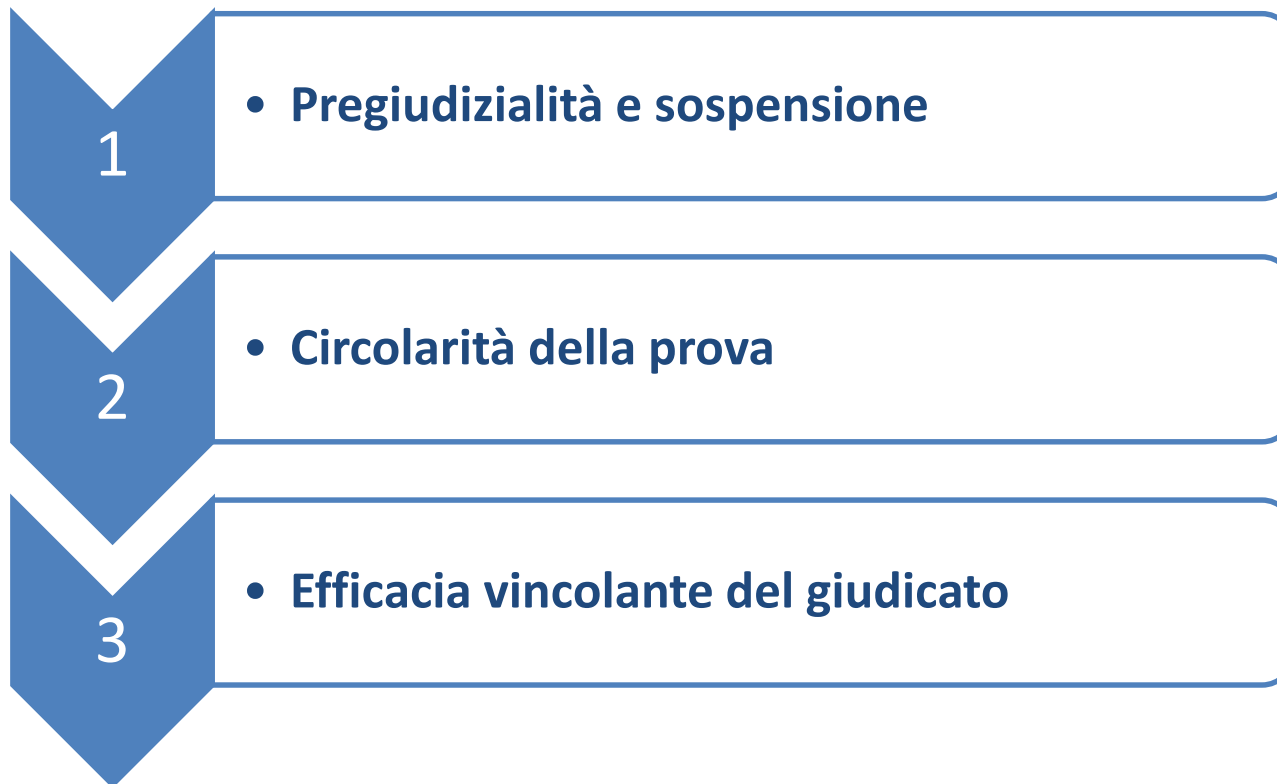 1
• Pregiudizialità e sospensione
2
• Circolarità della prova
3
• Efficacia vincolante del giudicato